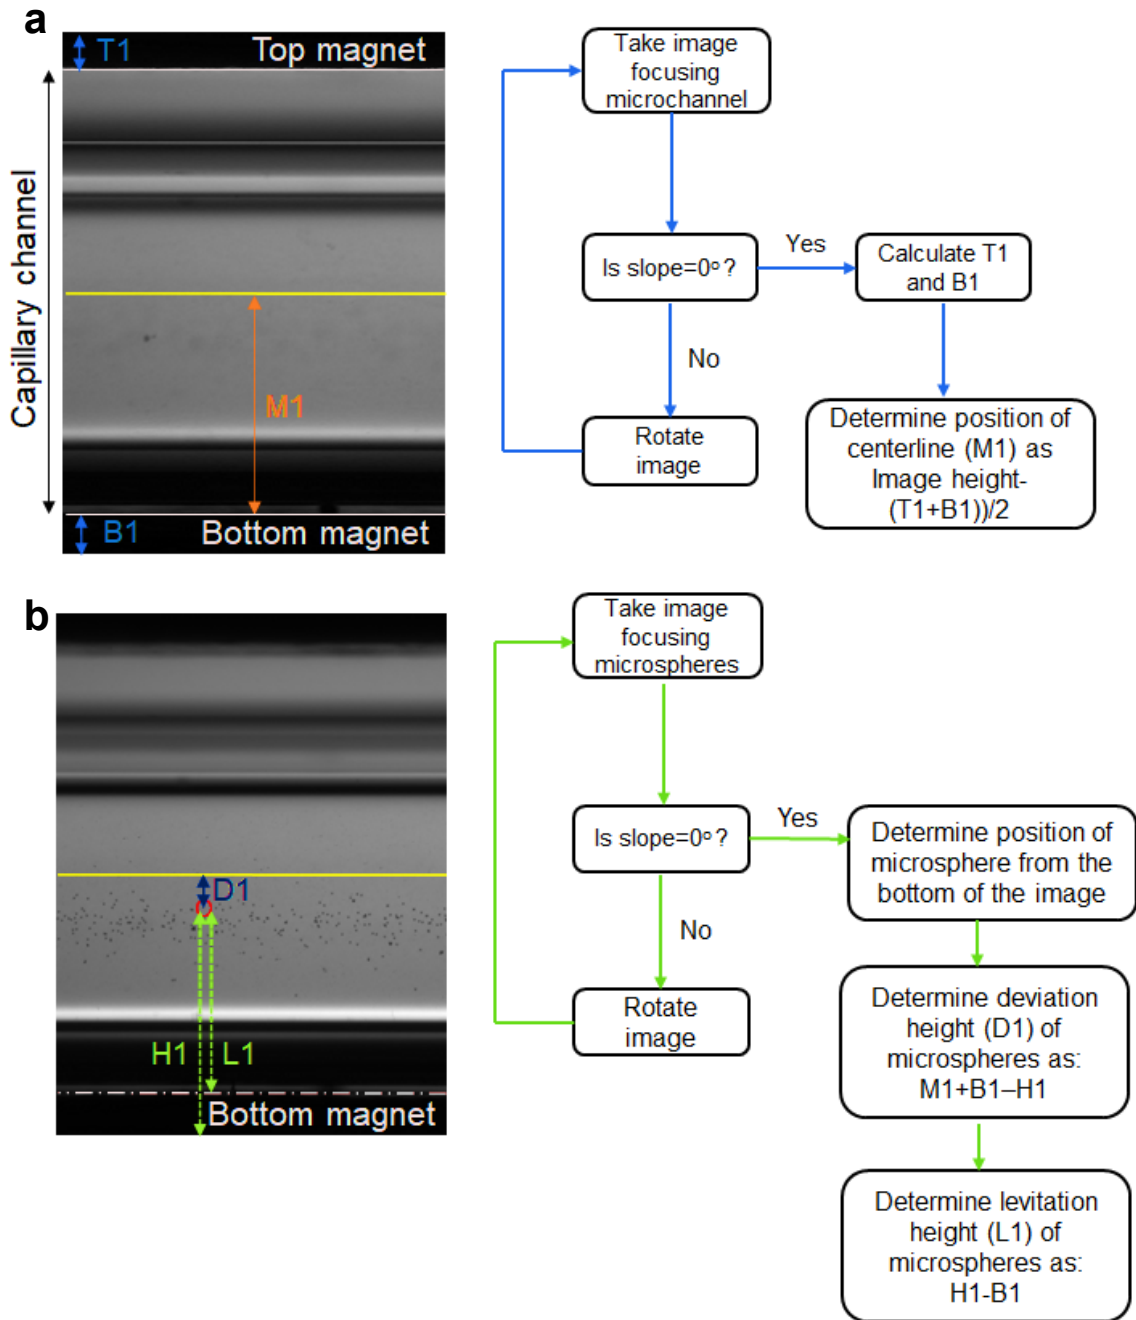 a
T1
Top magnet
Capillary channel
M1
B1
Bottom magnet
Take image
focusing
microchannel
Is slope=0°?
Yes
No
Rotate
image
Calculate T1
and B1
Determine position of
centerline (M1) as
Image height-
(T1+B1))/2
b
D1
H1
L1
Bottom magnet
Take image
focusing
microspheres
Is slope=0°?
Yes
No
Rotate
image
Determine position of
microsphere from the
bottom of the image
Determine deviation
height (D1) of
microspheres as:
M1+B1–H1
Determine levitation
height (L1) of
microspheres as:
H1-B1